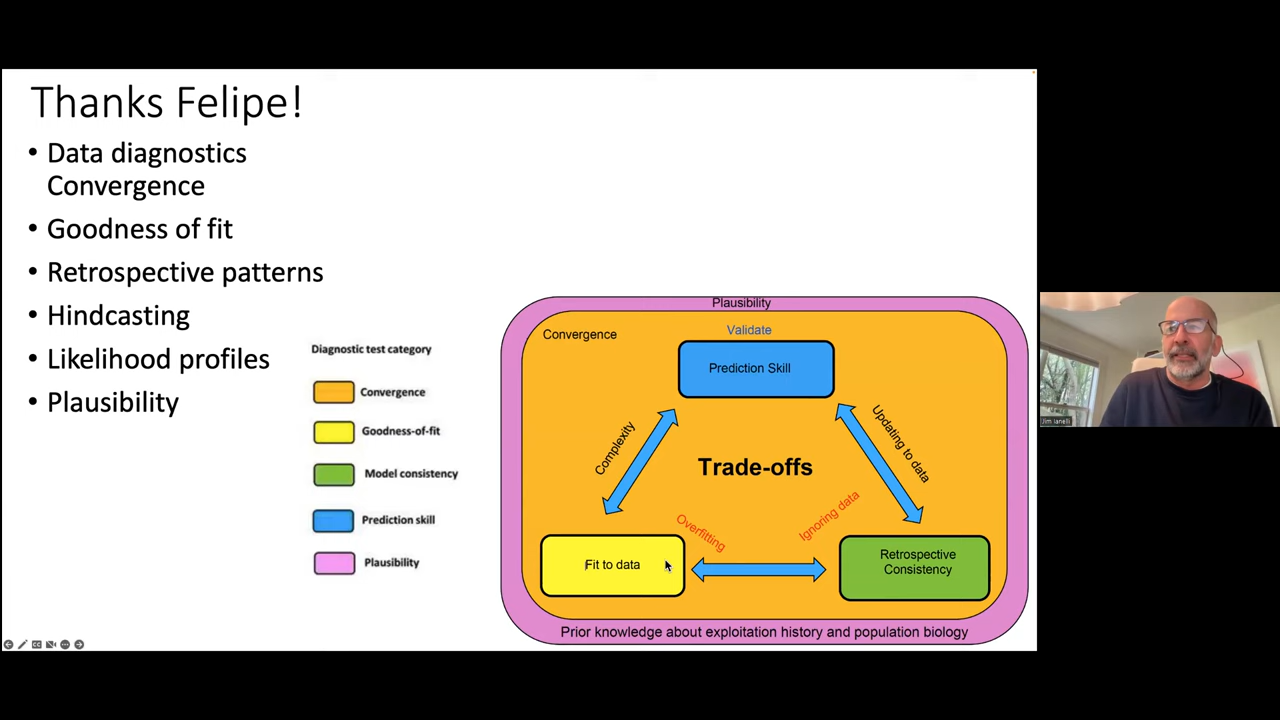 Thanks Felipe!
• Data diagnostics
Convergence
• Goodness of fit
• Retrospective patterns
• Hindcasting
• Likelihood profiles
• Plausibility
Diagnostic test category
Convergence
Goodness-of-fit
Model consistency
Prediction skill
Plausibility
Plausibility
Convergence
Validate
Prediction Skill
Complexity
Updating to data
Trade-offs
Overfitting
Ignoring data
Fit to data
Retrospective
Consistency
Prior knowledge about exploitation history and population biology
Jim Ianelli